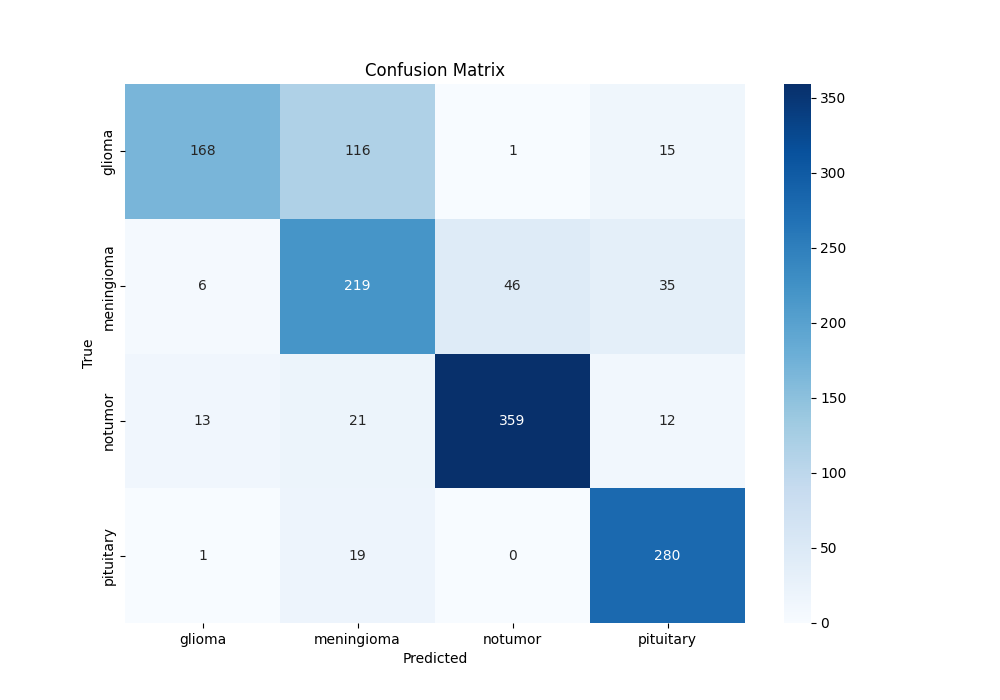 Confusion Matrix
True
glioma 168 116 1 15
meningioma 6 219 46 35
notumor 13 21 359 12
pituitary 1 19 0 280
glioma meningioma notumor pituitary
Predicted
350
300
250
200
150
100
50
0